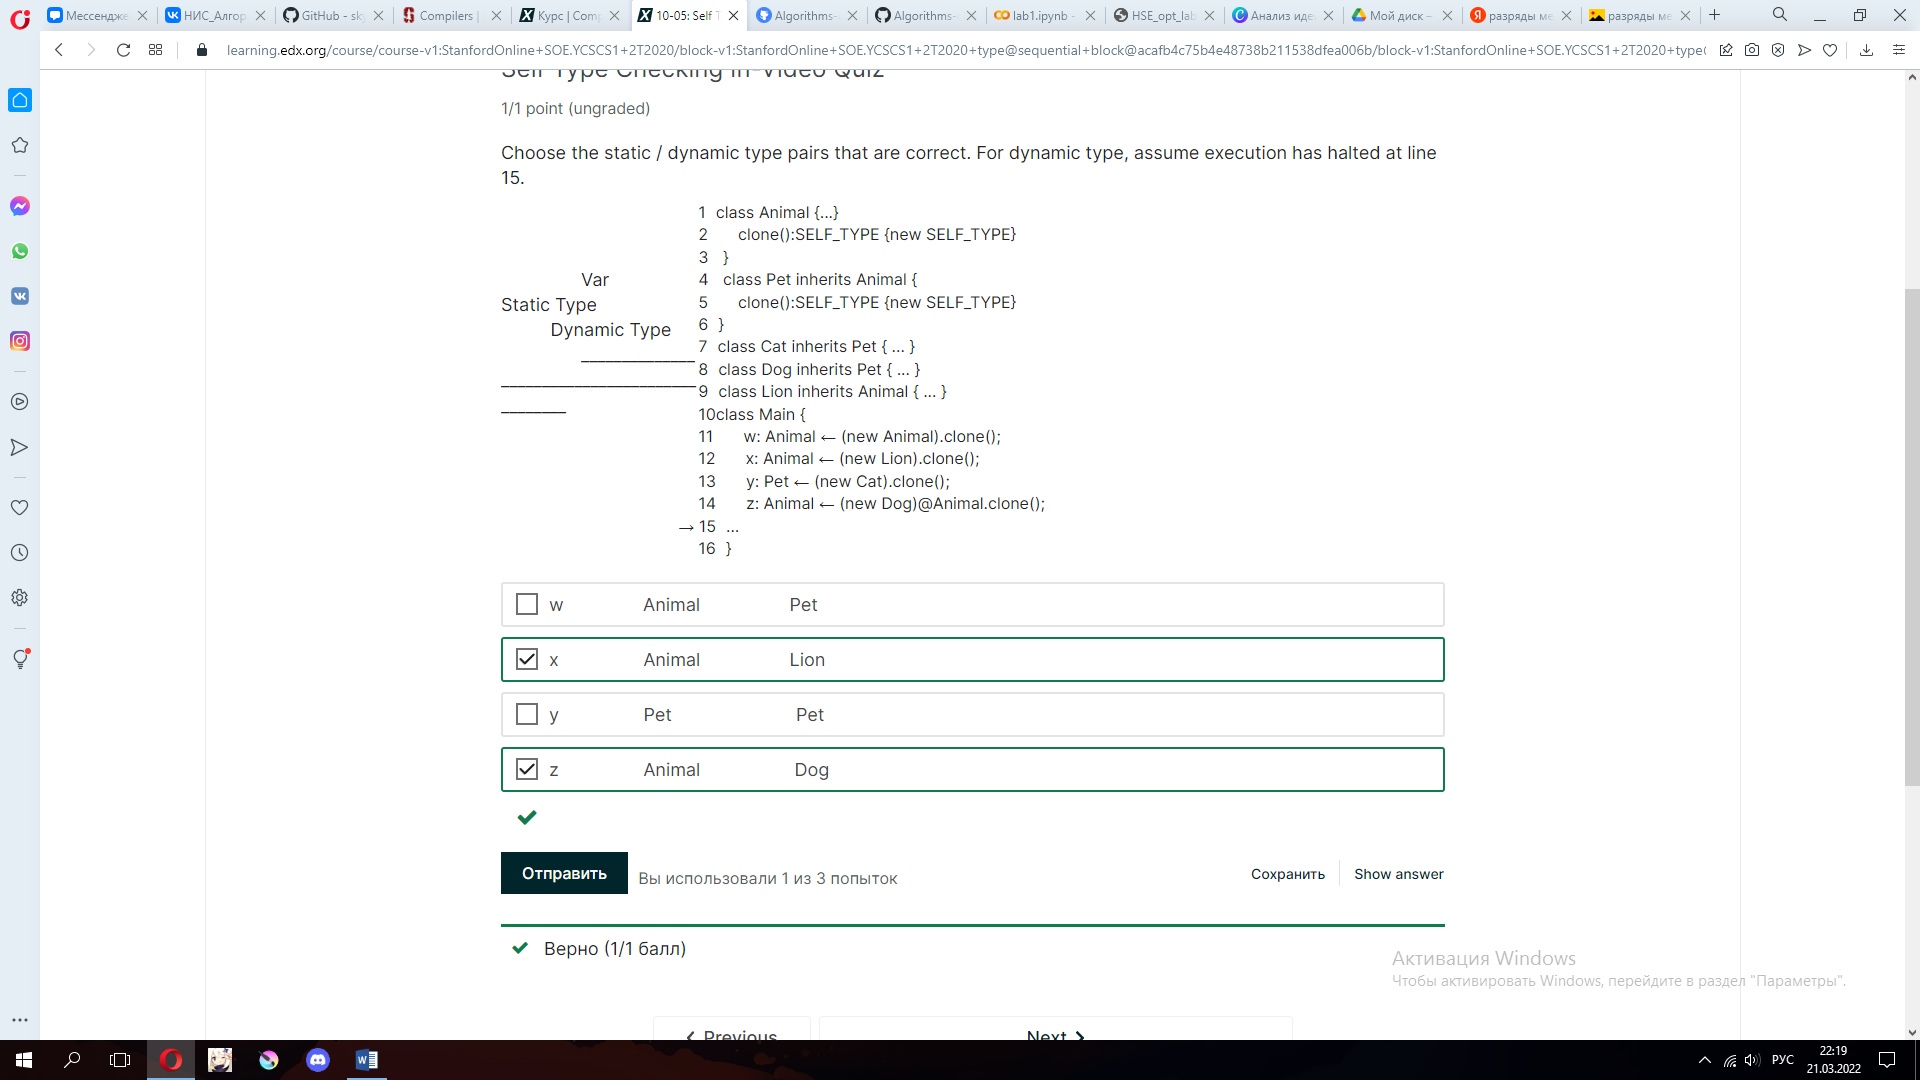 Мессендже
НИС_Алгор
GitHub - sk
Compilers |
Курс | Com
10-05: Self T
Algorithms-
Algorithms-
lab1.ipynb -
HSE_opt_lab
Анализ иде
Мой диск –
разряды ме
разряды ме
learning.edx.org/course/course-v1:StanfordOnline+SOE.YCSCS1+2T2020/block-v1:StanfordOnline+SOE.YCSCS1+2T2020+type@sequential+block@acafb4c75b4e48738b211538dfea006b/block-v1:StanfordOnline+SOE.YCSCS1+2T2020+type(
Self Type Checking In-Video Quiz
1/1 point (ungraded)
Choose the static / dynamic type pairs that are correct. For dynamic type, assume execution has halted at line
15.
Var
Static Type
Dynamic Type
1 class Animal {...}
2 clone():SELF_TYPE {new SELF_TYPE}
3 }
4 class Pet inherits Animal {
5 clone():SELF_TYPE {new SELF_TYPE}
6 }
7 class Cat inherits Pet { ... }
8 class Dog inherits Pet { ... }
9 class Lion inherits Animal { ... }
10class Main {
11 w: Animal ← (new Animal).clone();
12 x: Animal ← (new Lion).clone();
13 y: Pet ← (new Cat).clone();
14 z: Animal ← (new Dog)@Animal.clone();
→ 15 ...
16 }
w Animal Pet
x Animal Lion
y Pet Pet
z Animal Dog
Отправить
Вы использовали 1 из 3 попыток
Сохранить
Show answer
Верно (1/1 балл)
Активация Windows
Чтобы активировать Windows, перейдите в раздел "Параметры".
Previous
Next
РУС
22:19
21.03.2022